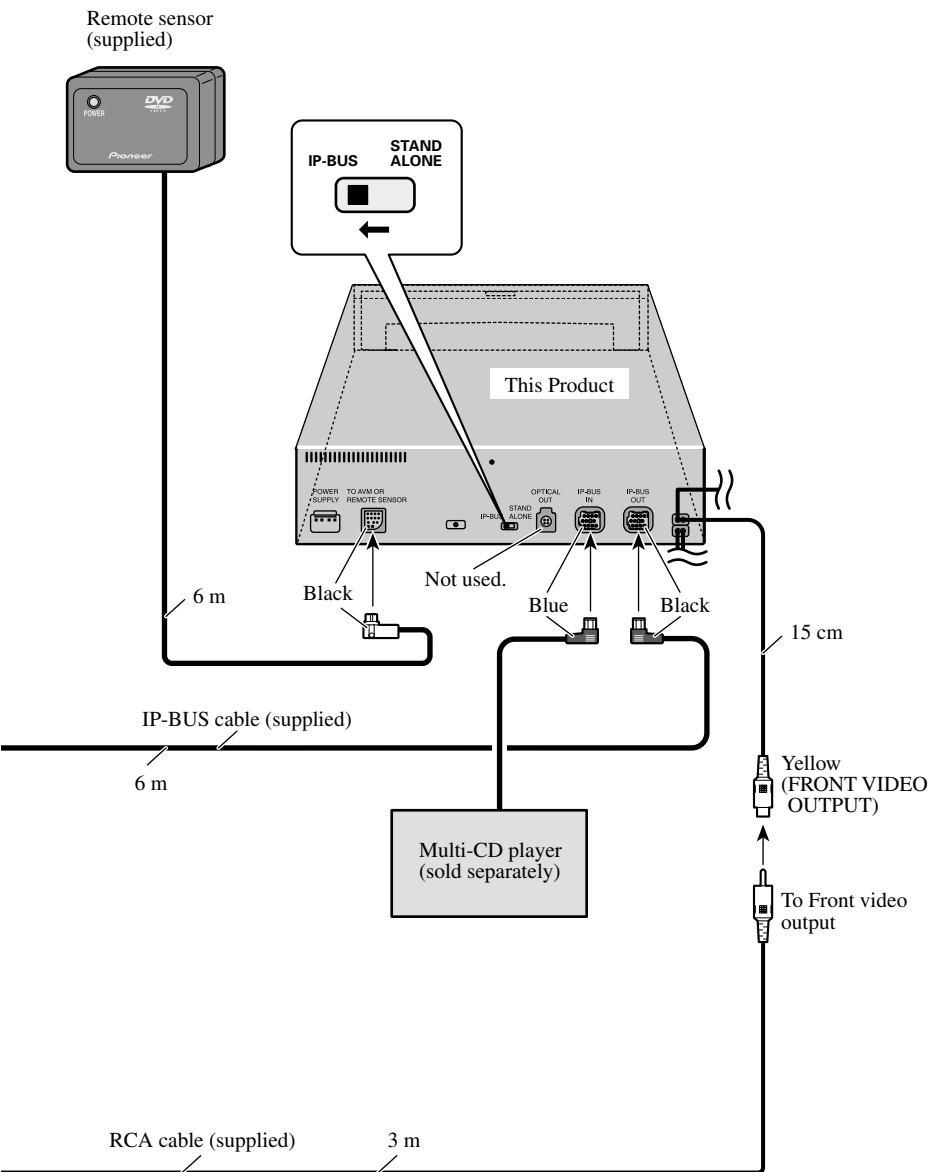 Remote sensor
(supplied)
POWER
DVD
VIDEO
Pioneer
IP-BUS
STAND
ALONE
This Product
POWER
SUPPLY
TO AVM OR
REMOTE SENSOR
IP-BUS
STAND
ALONE
OPTICAL
OUT
IP-BUS
IN
IP-BUS
OUT
Not used.
6 m
Black
Blue
Black
15 cm
IP-BUS cable (supplied)
6 m
Yellow
(FRONT VIDEO
OUTPUT)
Multi-CD player
(sold separately)
To Front video
output
RCA cable (supplied)
3 m